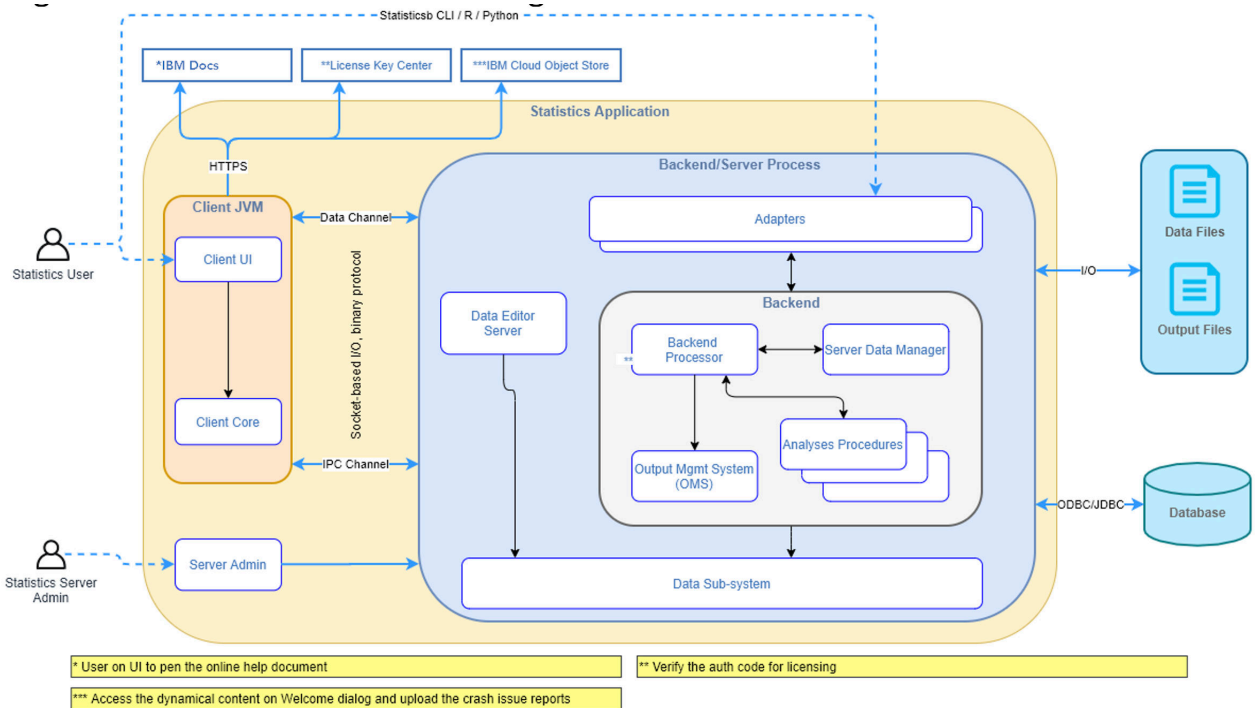 Statisticsb CLI / R / Python
*IBM Docs
**License Key Center
***IBM Cloud Object Store
Statistics Application
HTTPS
Backend/Server Process
Client JVM
Data Channel
Adapters
Data Files
Client UI
Statistics User
Socket-based I/O, binary protocol
I/O
Backend
Data Editor
Server
Output Files
Backend
Processor
**
Server Data Manager
Client Core
Analyses Procedures
IPC Channel
Output Mgmt System
(OMS)
ODBC/JDBC
Database
Server Admin
Statistics Server
Admin
Data Sub-system
* User on UI to pen the online help document
** Verify the auth code for licensing
*** Access the dynamical content on Welcome dialog and upload the crash issue reports